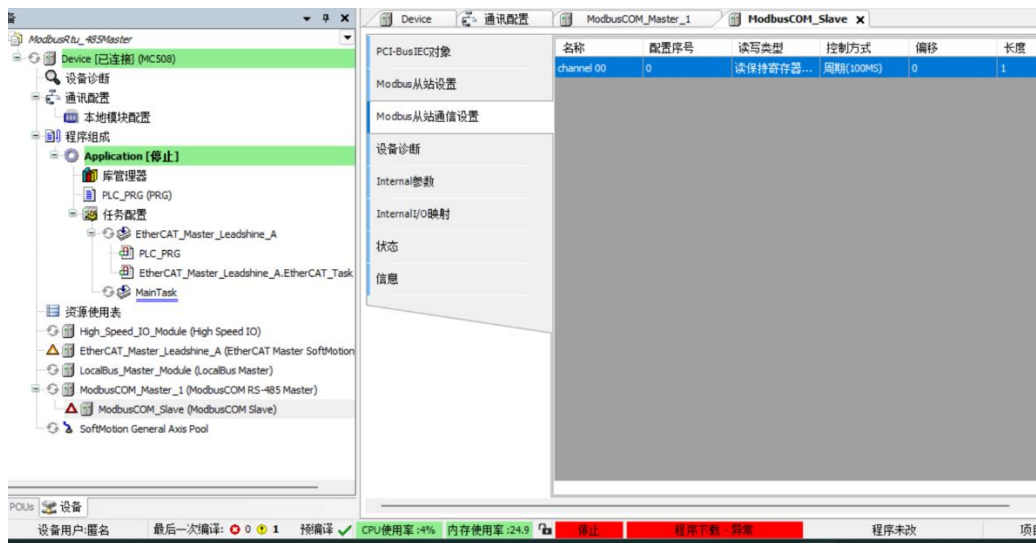 备
ModbusRtu_485Master
Device [已连接] (MC508)
设备诊断
通讯配置
本地模块配置
程序组成
Application [停止]
库管理器
PLC_PRG (PRG)
任务配置
EtherCAT_Master_Leadshine_A
PLC_PRG
EtherCAT_Master_Leadshine_A.EtherCAT_Task
MainTask
资源使用表
High_Speed_IO_Module (High Speed IO)
EtherCAT_Master_Leadshine_A (EtherCAT Master SoftMotion
LocalBus_Master_Module (LocalBus Master)
ModbusCOM_Master_1 (ModbusCOM RS-485 Master)
ModbusCOM_Slave (ModbusCOM Slave)
SoftMotion General Axis Pool
POUs 设备
Device 通讯配置 ModbusCOM_Master_1 ModbusCOM_Slave
PCI-BusIEC对象
Modbus从站设置
Modbus从站通信设置
设备诊断
Internal参数
InternalI/O映射
状态
信息
名称 配置序号 读写类型 控制方式 偏移 长度
channel 00 0 读保持寄存器... 周期(100MS) 0 1
设备用户:匿名 最后一次编译: 0 1 预编译 CPU使用率:4% 内存使用率:24.9 停止 程序下载 - 异常 程序未改 项目